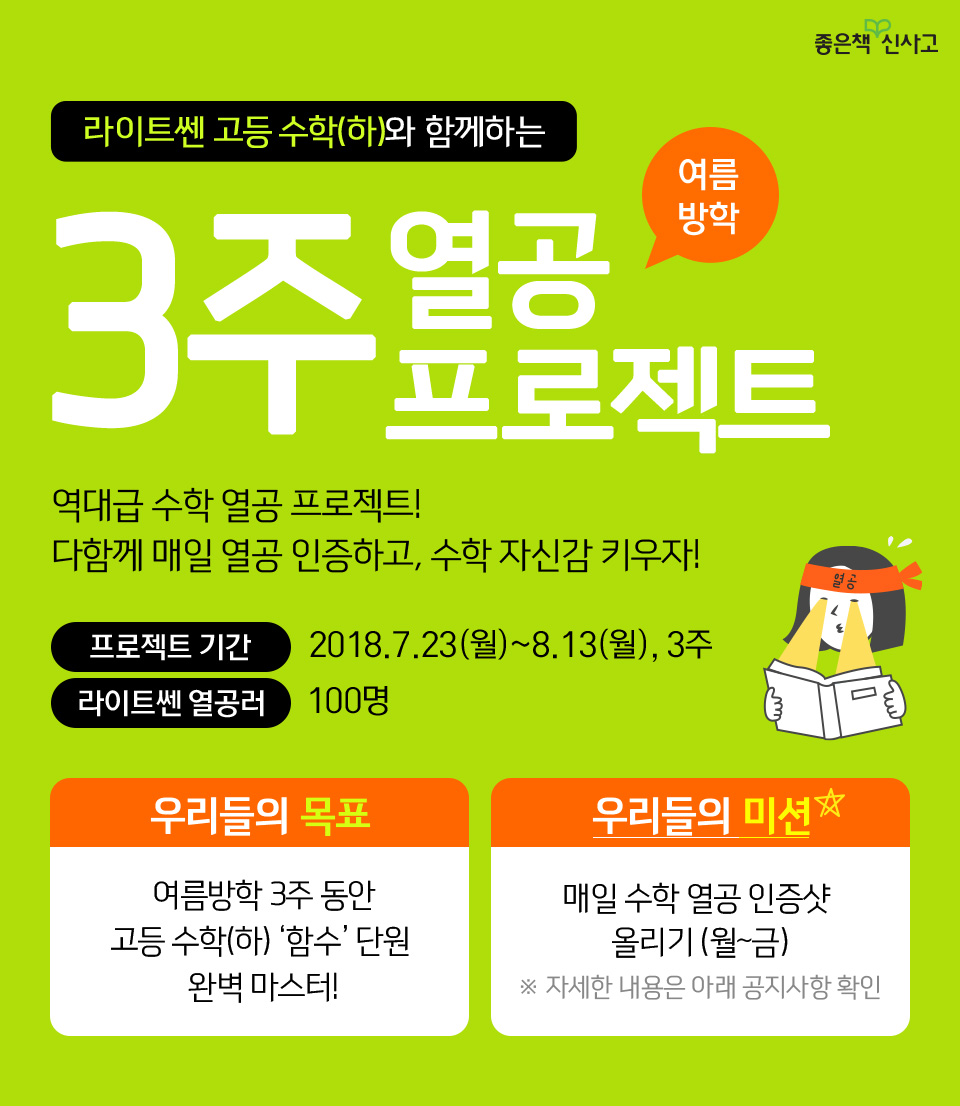 좋은책 신사고
라이트쎈 고등 수학(하)와 함께하는
여름
방학
3주 열공
프로젝트
역대급 수학 열공 프로젝트!
다함께 매일 열공 인증하고, 수학 자신감 키우자!
열공
프로젝트 기간 2018.7.23(월)~8.13(월), 3주
라이트쎈 열공러 100명
우리들의 목표
여름방학 3주 동안
고등 수학(하) ‘함수’ 단원
완벽 마스터!
우리들의 미션
매일 수학 열공 인증샷
올리기 (월~금)
※ 자세한 내용은 아래 공지사항 확인